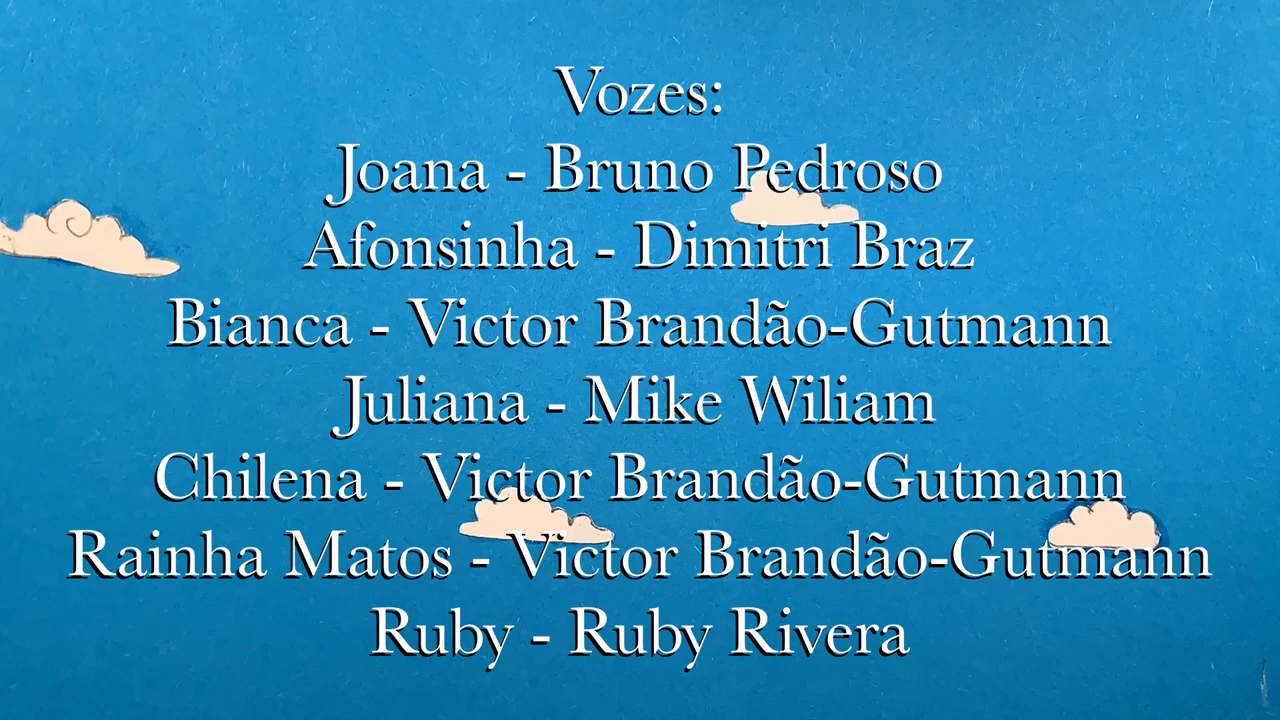 Vozes:
Joana - Bruno Pedroso
Afonsinha - Dimitri Braz
Bianca - Victor Brandão-Gutmann
Juliana - Mike Wiliam
Chilena - Victor Brandão-Gutmann
Rainha Matos - Victor Brandão-Gutmann
Ruby - Ruby Rivera